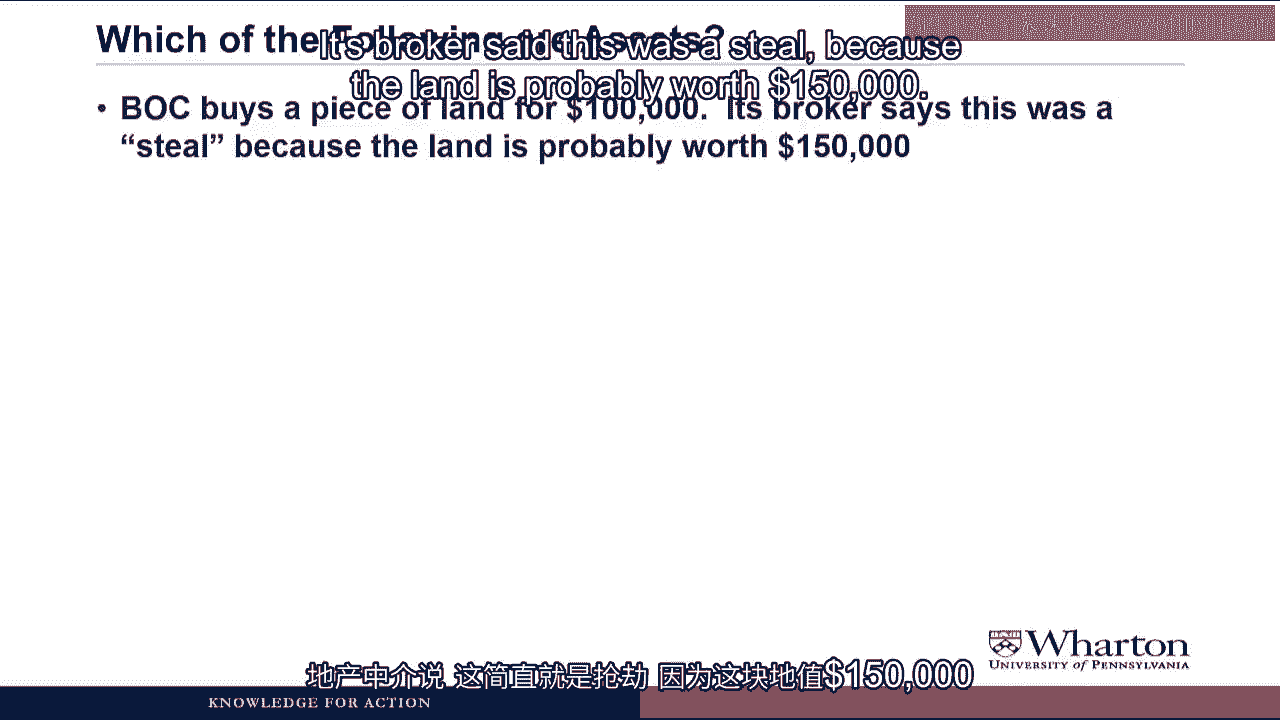 Which of the Following are Assets?
It's broker said this was a steal, because
the land is probably worth $150,000.
• BOC buys a piece of land for $100,000. Its broker says this was a
“steal” because the land is probably worth $150,000
Wharton
UNIVERSITY of PENNSYLVANIA
地产中介说 这简直就是抢劫 因为这块地值$150,000
KNOWLEDGE FOR ACTION